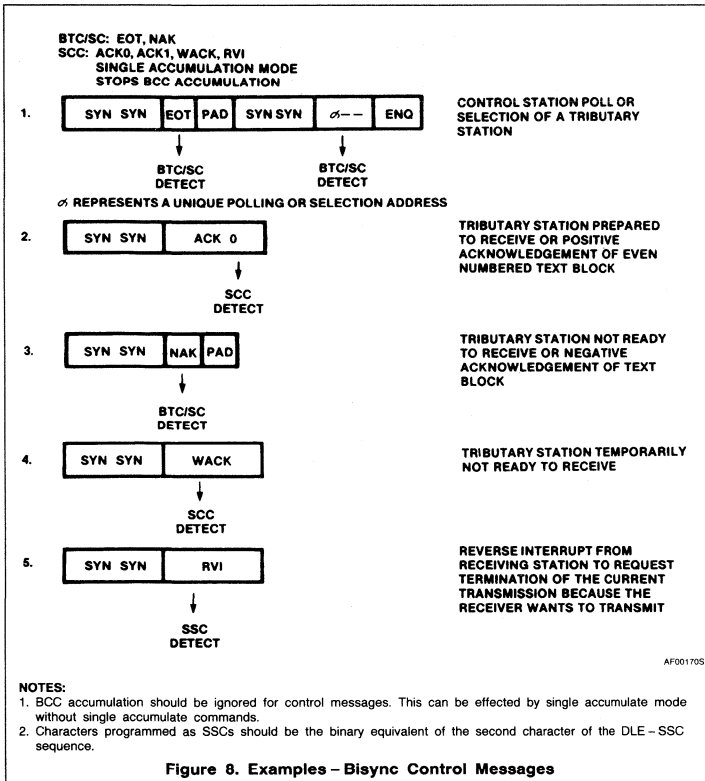 BTC/SC: EOT, NAK
SCC: ACK0, ACK1, WACK, RVI
SINGLE ACCUMULATION MODE
STOPS BCC ACCUMULATION
1. SYN SYN EOT PAD SYN SYN ∅-- ENQ
CONTROL STATION POLL OR
SELECTION OF A TRIBUTARY
STATION
BTC/SC
DETECT
BTC/SC
DETECT
∅ REPRESENTS A UNIQUE POLLING OR SELECTION ADDRESS
2. SYN SYN ACK 0
TRIBUTARY STATION PREPARED
TO RECEIVE OR POSITIVE
ACKNOWLEDGEMENT OF EVEN
NUMBERED TEXT BLOCK
SCC
DETECT
3. SYN SYN NAK PAD
TRIBUTARY STATION NOT READY
TO RECEIVE OR NEGATIVE
ACKNOWLEDGEMENT OF TEXT
BLOCK
BTC/SC
DETECT
4. SYN SYN WACK
TRIBUTARY STATION TEMPORARILY
NOT READY TO RECEIVE
SCC
DETECT
5. SYN SYN RVI
REVERSE INTERRUPT FROM
RECEIVING STATION TO REQUEST
TERMINATION OF THE CURRENT
TRANSMISSION BECAUSE THE
RECEIVER WANTS TO TRANSMIT
SSC
DETECT
AF00170S
NOTES:
1. BCC accumulation should be ignored for control messages. This can be effected by single accumulate mode
without single accumulate commands.
2. Characters programmed as SSCs should be the binary equivalent of the second character of the DLE – SSC
sequence.
Figure 8. Examples – Bisync Control Messages